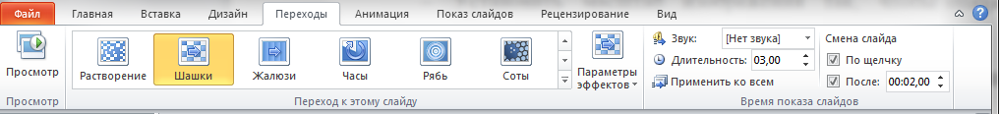 Файл Главная Вставка Дизайн Переходы Анимация Показ слайдов Рецензирование Вид
Просмотр
Просмотр
Растворение Шашки Жалюзи Часы Рябь Соты
Параметры
эффектов
Переход к этому слайду
Звук: [Нет звука]
Длительность: 03,00
Применить ко всем
Смена слайда
По щелчку
После: 00:02,00
Время показа слайдов